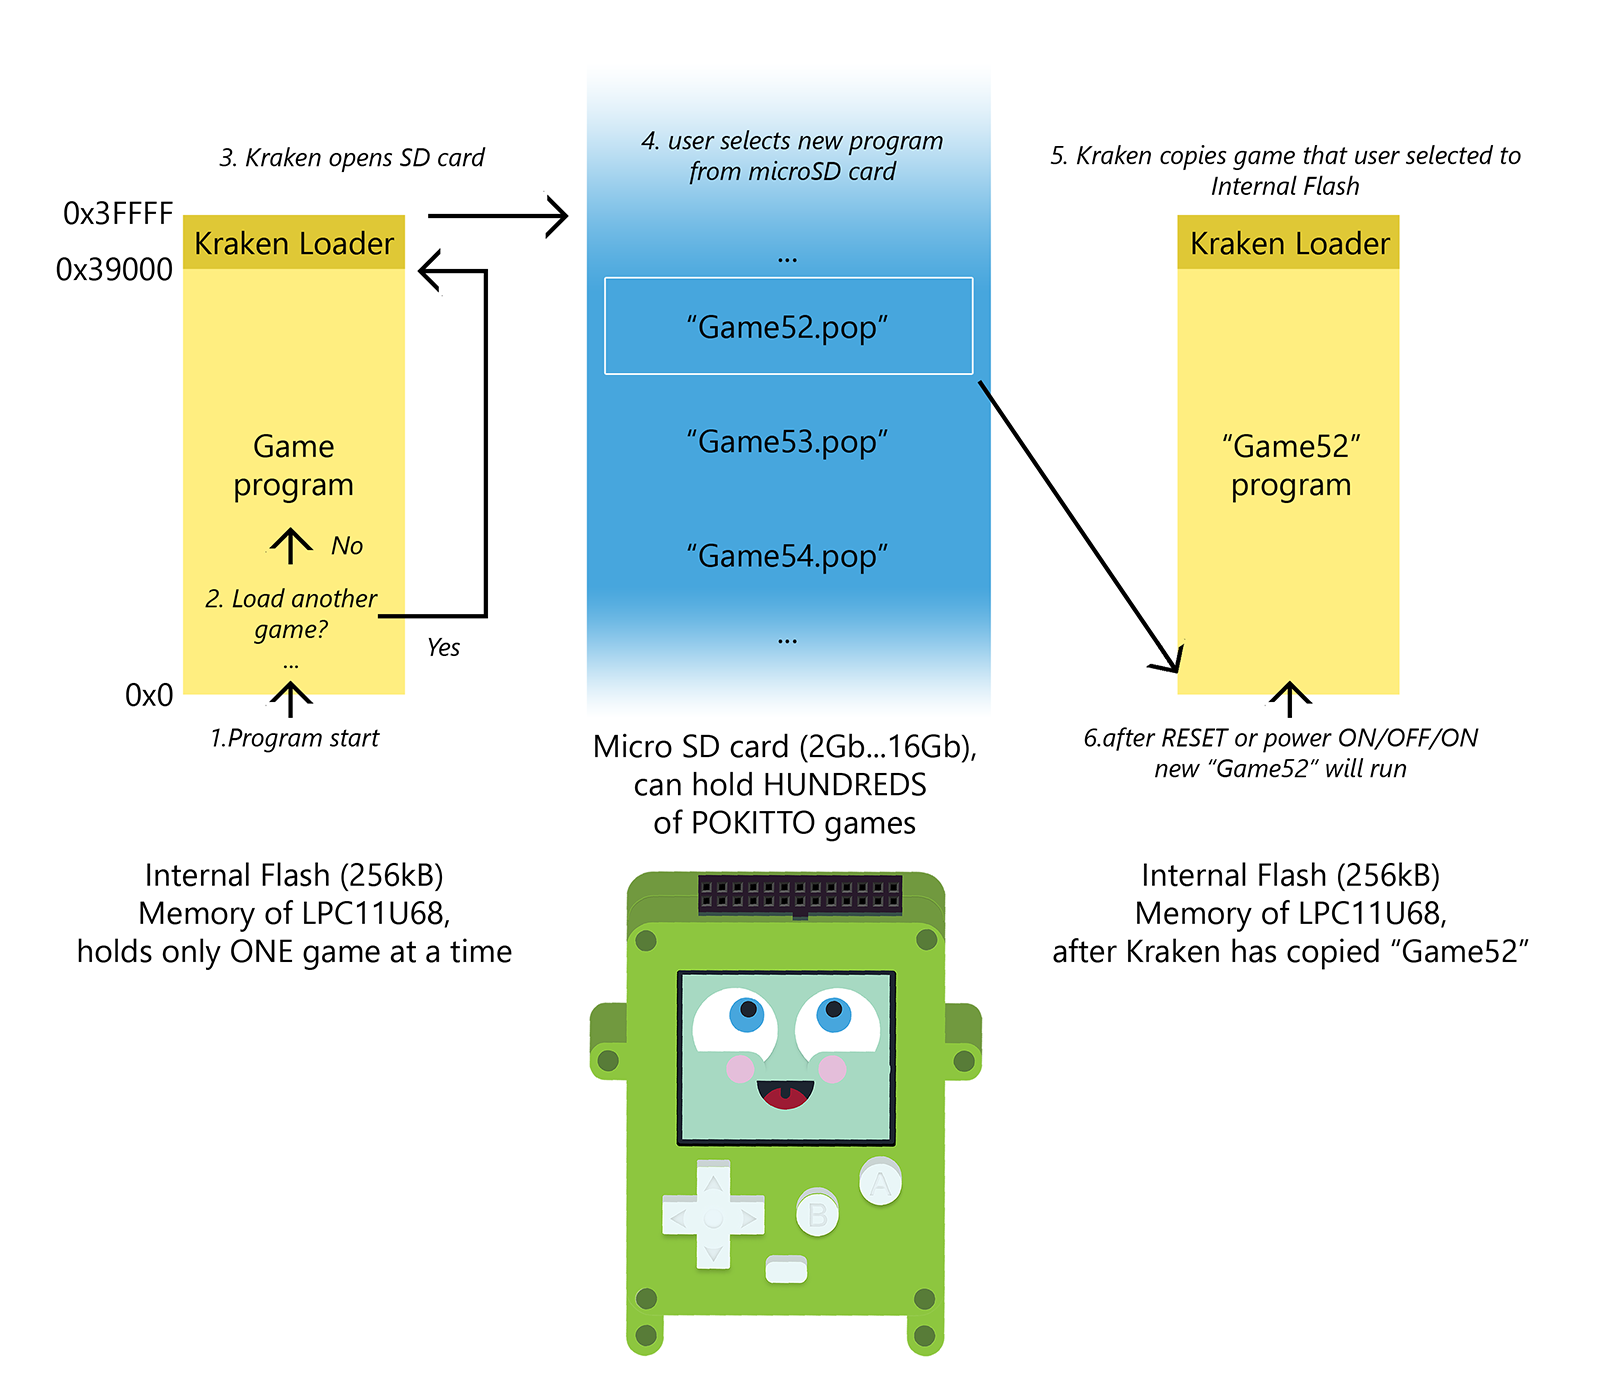 3. Kraken opens SD card
0x3FFFF
Kraken Loader
0x39000
Game
program
No
2. Load another
game?
...
Yes
0x0
1.Program start
Internal Flash (256kB)
Memory of LPC11U68,
holds only ONE game at a time
4. user selects new program
from microSD card
...
“Game52.pop”
“Game53.pop”
“Game54.pop”
...
Micro SD card (2Gb...16Gb),
can hold HUNDREDS
of POKITTO games
A
B
5. Kraken copies game that user selected to
Internal Flash
Kraken Loader
“Game52”
program
6.after RESET or power ON/OFF/ON
new “Game52” will run
Internal Flash (256kB)
Memory of LPC11U68,
after Kraken has copied “Game52”